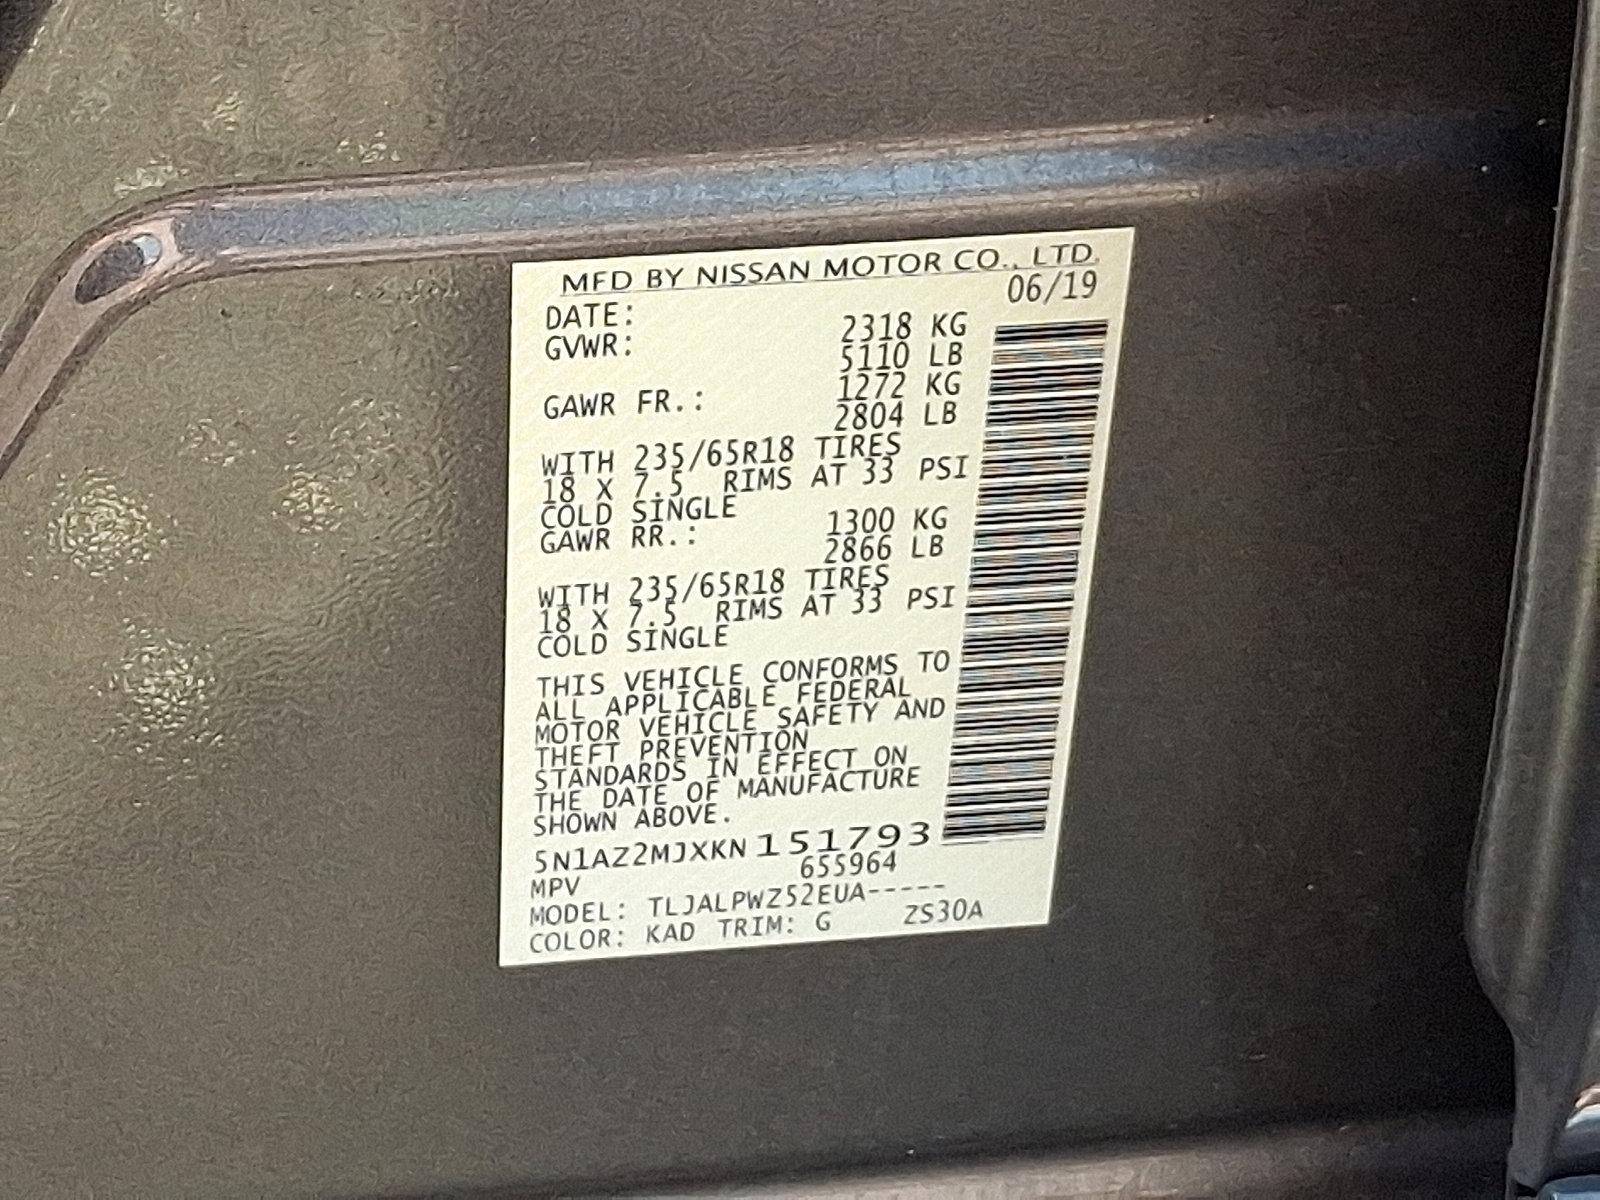 MFD BY NISSAN MOTOR CO., LTD.
DATE: 06/19
GVWR: 2318 KG
5110 LB
GAWR FR.: 1272 KG
2804 LB
WITH 235/65R18 TIRES
18 X 7.5 RIMS AT 33 PSI
COLD SINGLE
GAWR RR.: 1300 KG
2866 LB
WITH 235/65R18 TIRES
18 X 7.5 RIMS AT 33 PSI
COLD SINGLE
THIS VEHICLE CONFORMS TO
ALL APPLICABLE FEDERAL
MOTOR VEHICLE SAFETY AND
THEFT PREVENTION
STANDARDS IN EFFECT ON
THE DATE OF MANUFACTURE
SHOWN ABOVE.
5N1AZ2MJXKN151793
MPV 655964
MODEL: TLJALPWZ52EUA-----
COLOR: KAD TRIM: G ZS30A